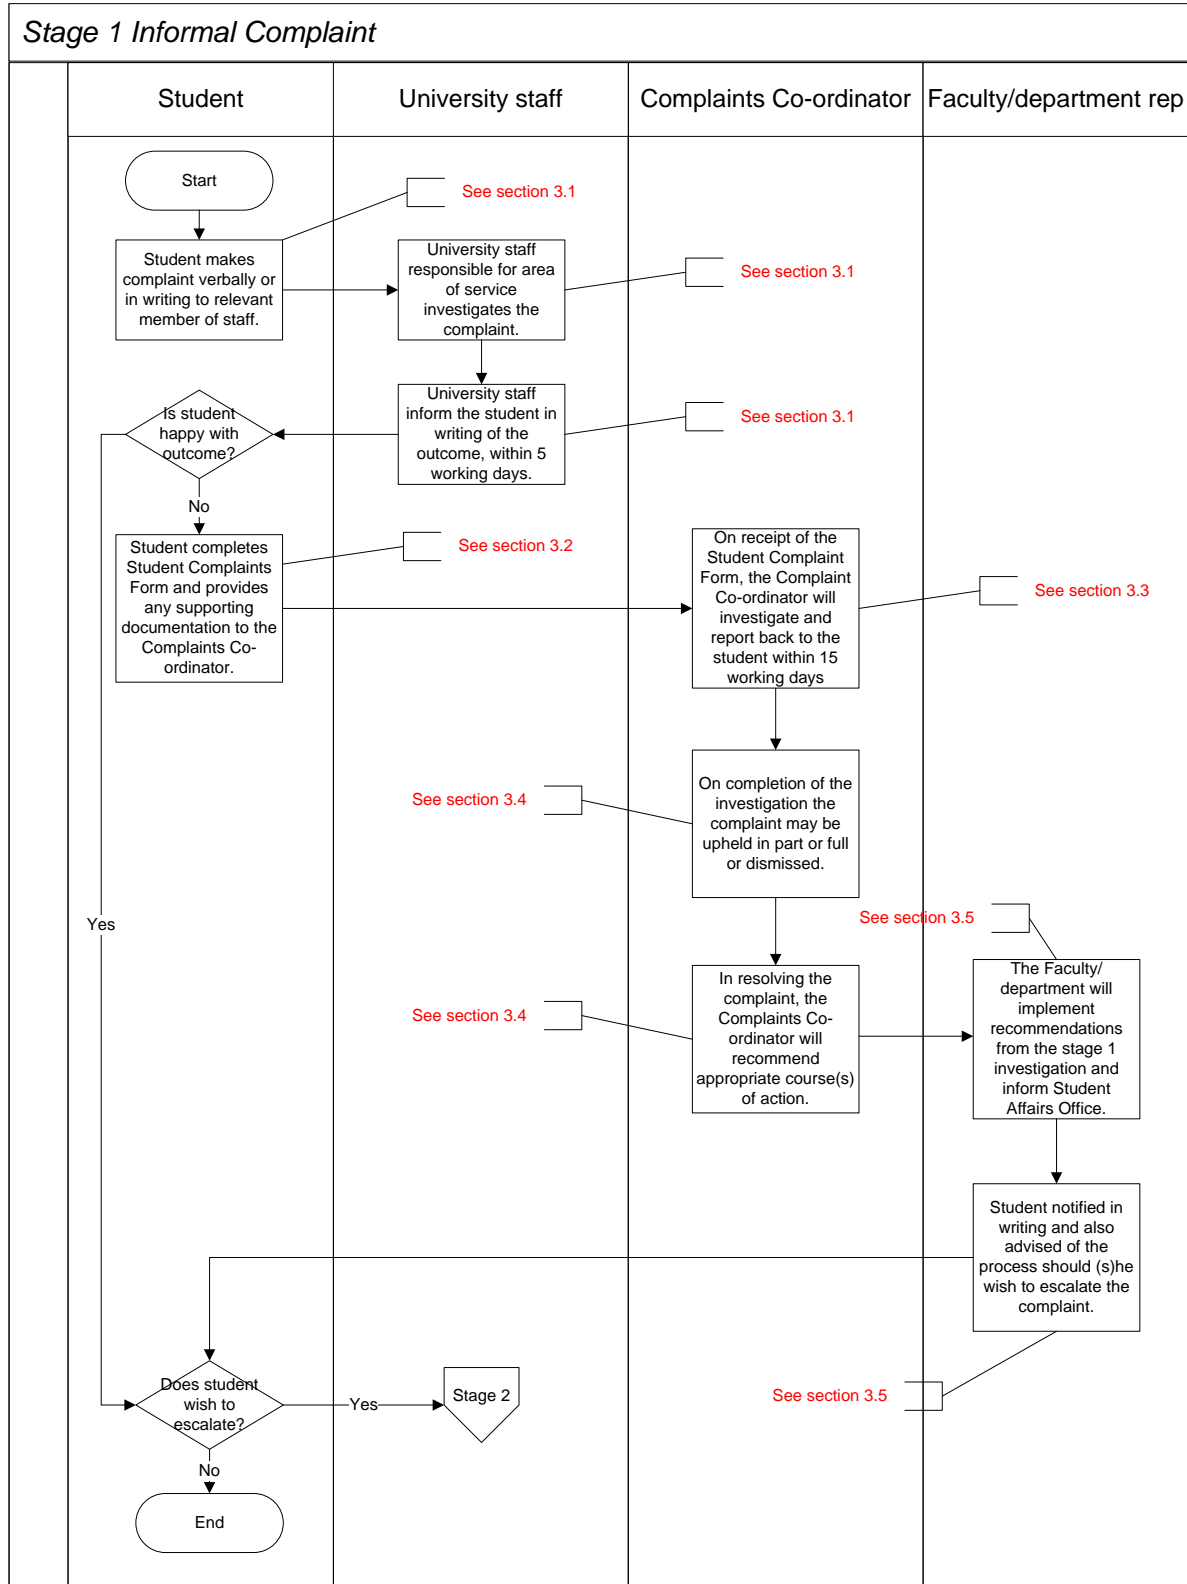 Stage 1 Informal Complaint
Student
University staff
Complaints Co-ordinator
Faculty/department rep
Start
See section 3.1
Student makes
complaint verbally or
in writing to relevant
member of staff.
University staff
responsible for area
of service
investigates the
complaint.
See section 3.1
Is student
happy with
outcome?
University staff
inform the student in
writing of the
outcome, within 5
working days.
See section 3.1
No
Student completes
Student Complaints
Form and provides
any supporting
documentation to the
Complaints Co-
ordinator.
See section 3.2
On receipt of the
Student Complaint
Form, the Complaint
Co-ordinator will
investigate and
report back to the
student within 15
working days
See section 3.3
See section 3.4
On completion of the
investigation the
complaint may be
upheld in part or full
or dismissed.
Yes
See section 3.5
See section 3.4
In resolving the
complaint, the
Complaints Co-
ordinator will
recommend
appropriate course(s)
of action.
The Faculty/
department will
implement
recommendations
from the stage 1
investigation and
inform Student
Affairs Office.
Student notified in
writing and also
advised of the
process should (s)he
wish to escalate the
complaint.
See section 3.5
Does student
wish to
escalate?
Yes
Stage 2
No
End